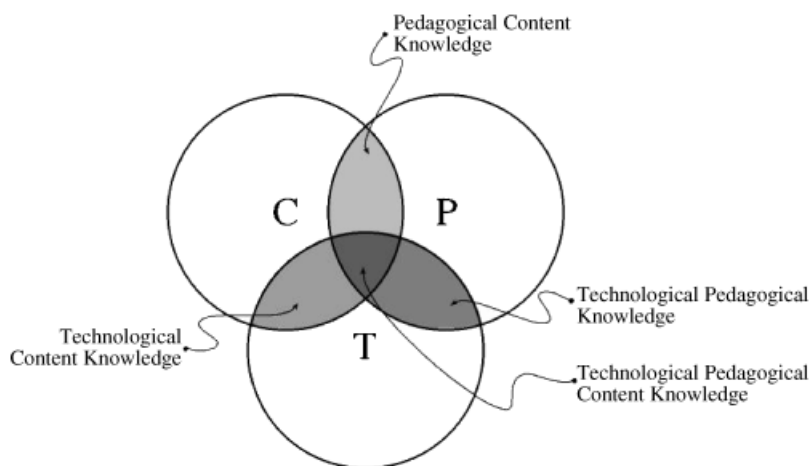 Pedagogical Content
Knowledge
C
P
Technological
Content Knowledge
T
Technological Pedagogical
Knowledge
Technological Pedagogical
Content Knowledge